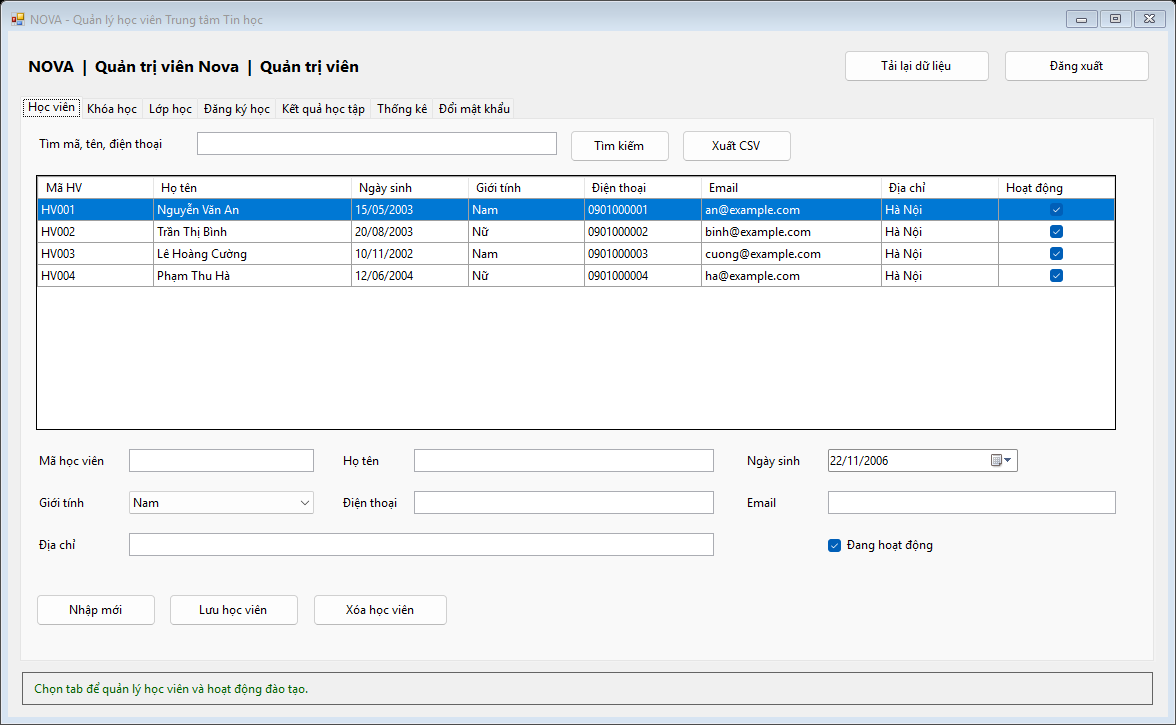 NOVA - Quản lý học viên Trung tâm Tin học
NOVA | Quản trị viên Nova | Quản trị viên
Tải lại dữ liệu
Đăng xuất
Học viên Khóa học Lớp học Đăng ký học Kết quả học tập Thống kê Đổi mật khẩu
Tìm mã, tên, điện thoại
Tìm kiếm
Xuất CSV
Mã HV Họ tên Ngày sinh Giới tính Điện thoại Email Địa chỉ Hoạt động
HV001 Nguyễn Văn An 15/05/2003 Nam 0901000001 an@example.com Hà Nội
HV002 Trần Thị Bình 20/08/2003 Nữ 0901000002 binh@example.com Hà Nội
HV003 Lê Hoàng Cường 10/11/2002 Nam 0901000003 cuong@example.com Hà Nội
HV004 Phạm Thu Hà 12/06/2004 Nữ 0901000004 ha@example.com Hà Nội
Mã học viên Họ tên Ngày sinh 22/11/2006
Giới tính Nam Điện thoại Email
Địa chỉ Đang hoạt động
Nhập mới Lưu học viên Xóa học viên
Chọn tab để quản lý học viên và hoạt động đào tạo.